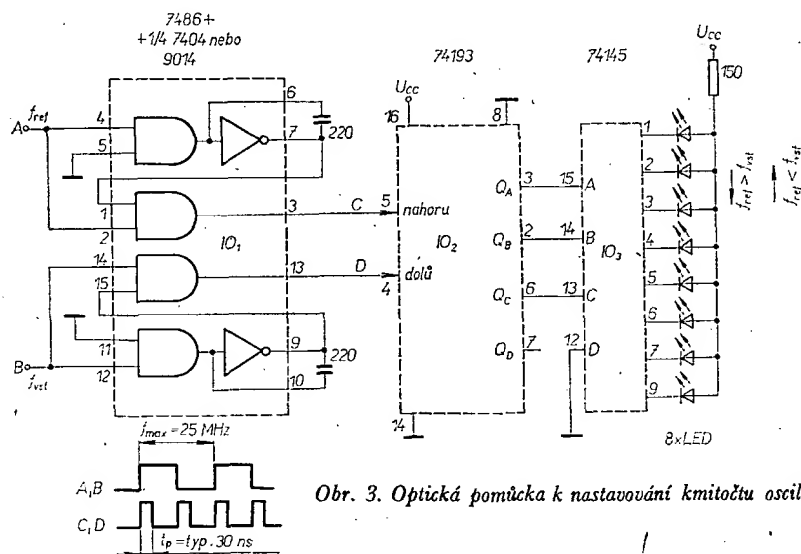 7486+
+1/4 7404 nebo
9014
74193
74145
Ucc
150
Ucc
16
8
A
fref
4
5
6
7
220
1
2
3
C
5
nahoru
IO1
14
15
13
D
4
dolů
IO2
11
12
9
10
220
B
fvst
QA
3
15
A
QB
2
14
B
QC
6
13
C
QD
7
12
D
IO3
14
1
2
3
4
5
6
7
9
fref > fvst
fref < fvst
8xLED
fmax = 25 MHz
A,B
C,D
tp = typ. 30 ns
Obr. 3. Optická pomůcka k nastavování kmitočtu oscil